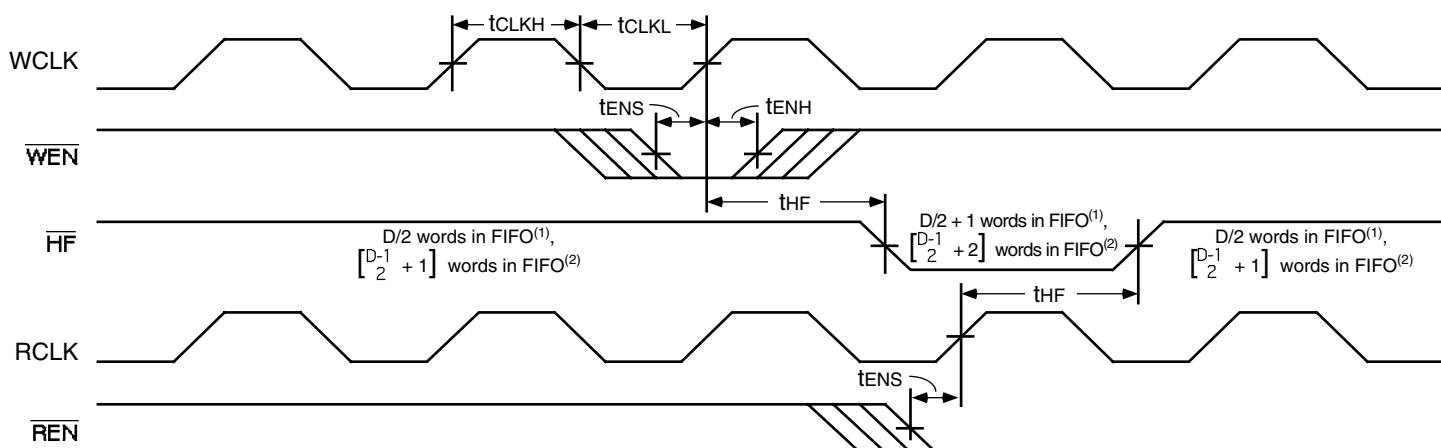 tCLKH
tCLKL
WCLK
tENS
tENH
WEN
tHF
HF
D/2 words in FIFO(1),
[D-1
2 + 1] words in FIFO(2)
D/2 + 1 words in FIFO(1),
[D-1
2 + 2] words in FIFO(2)
D/2 words in FIFO(1),
[D-1
2 + 1] words in FIFO(2)
tHF
RCLK
tENS
REN